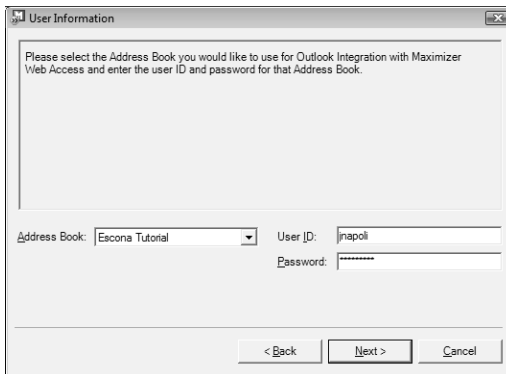 User Information
Please select the Address Book you would like to use for Outlook Integration with Maximizer
Web Access and enter the user ID and password for that Address Book.
Address Book: Escona Tutorial User ID: jnapoli
Password: *********
< Back Next > Cancel